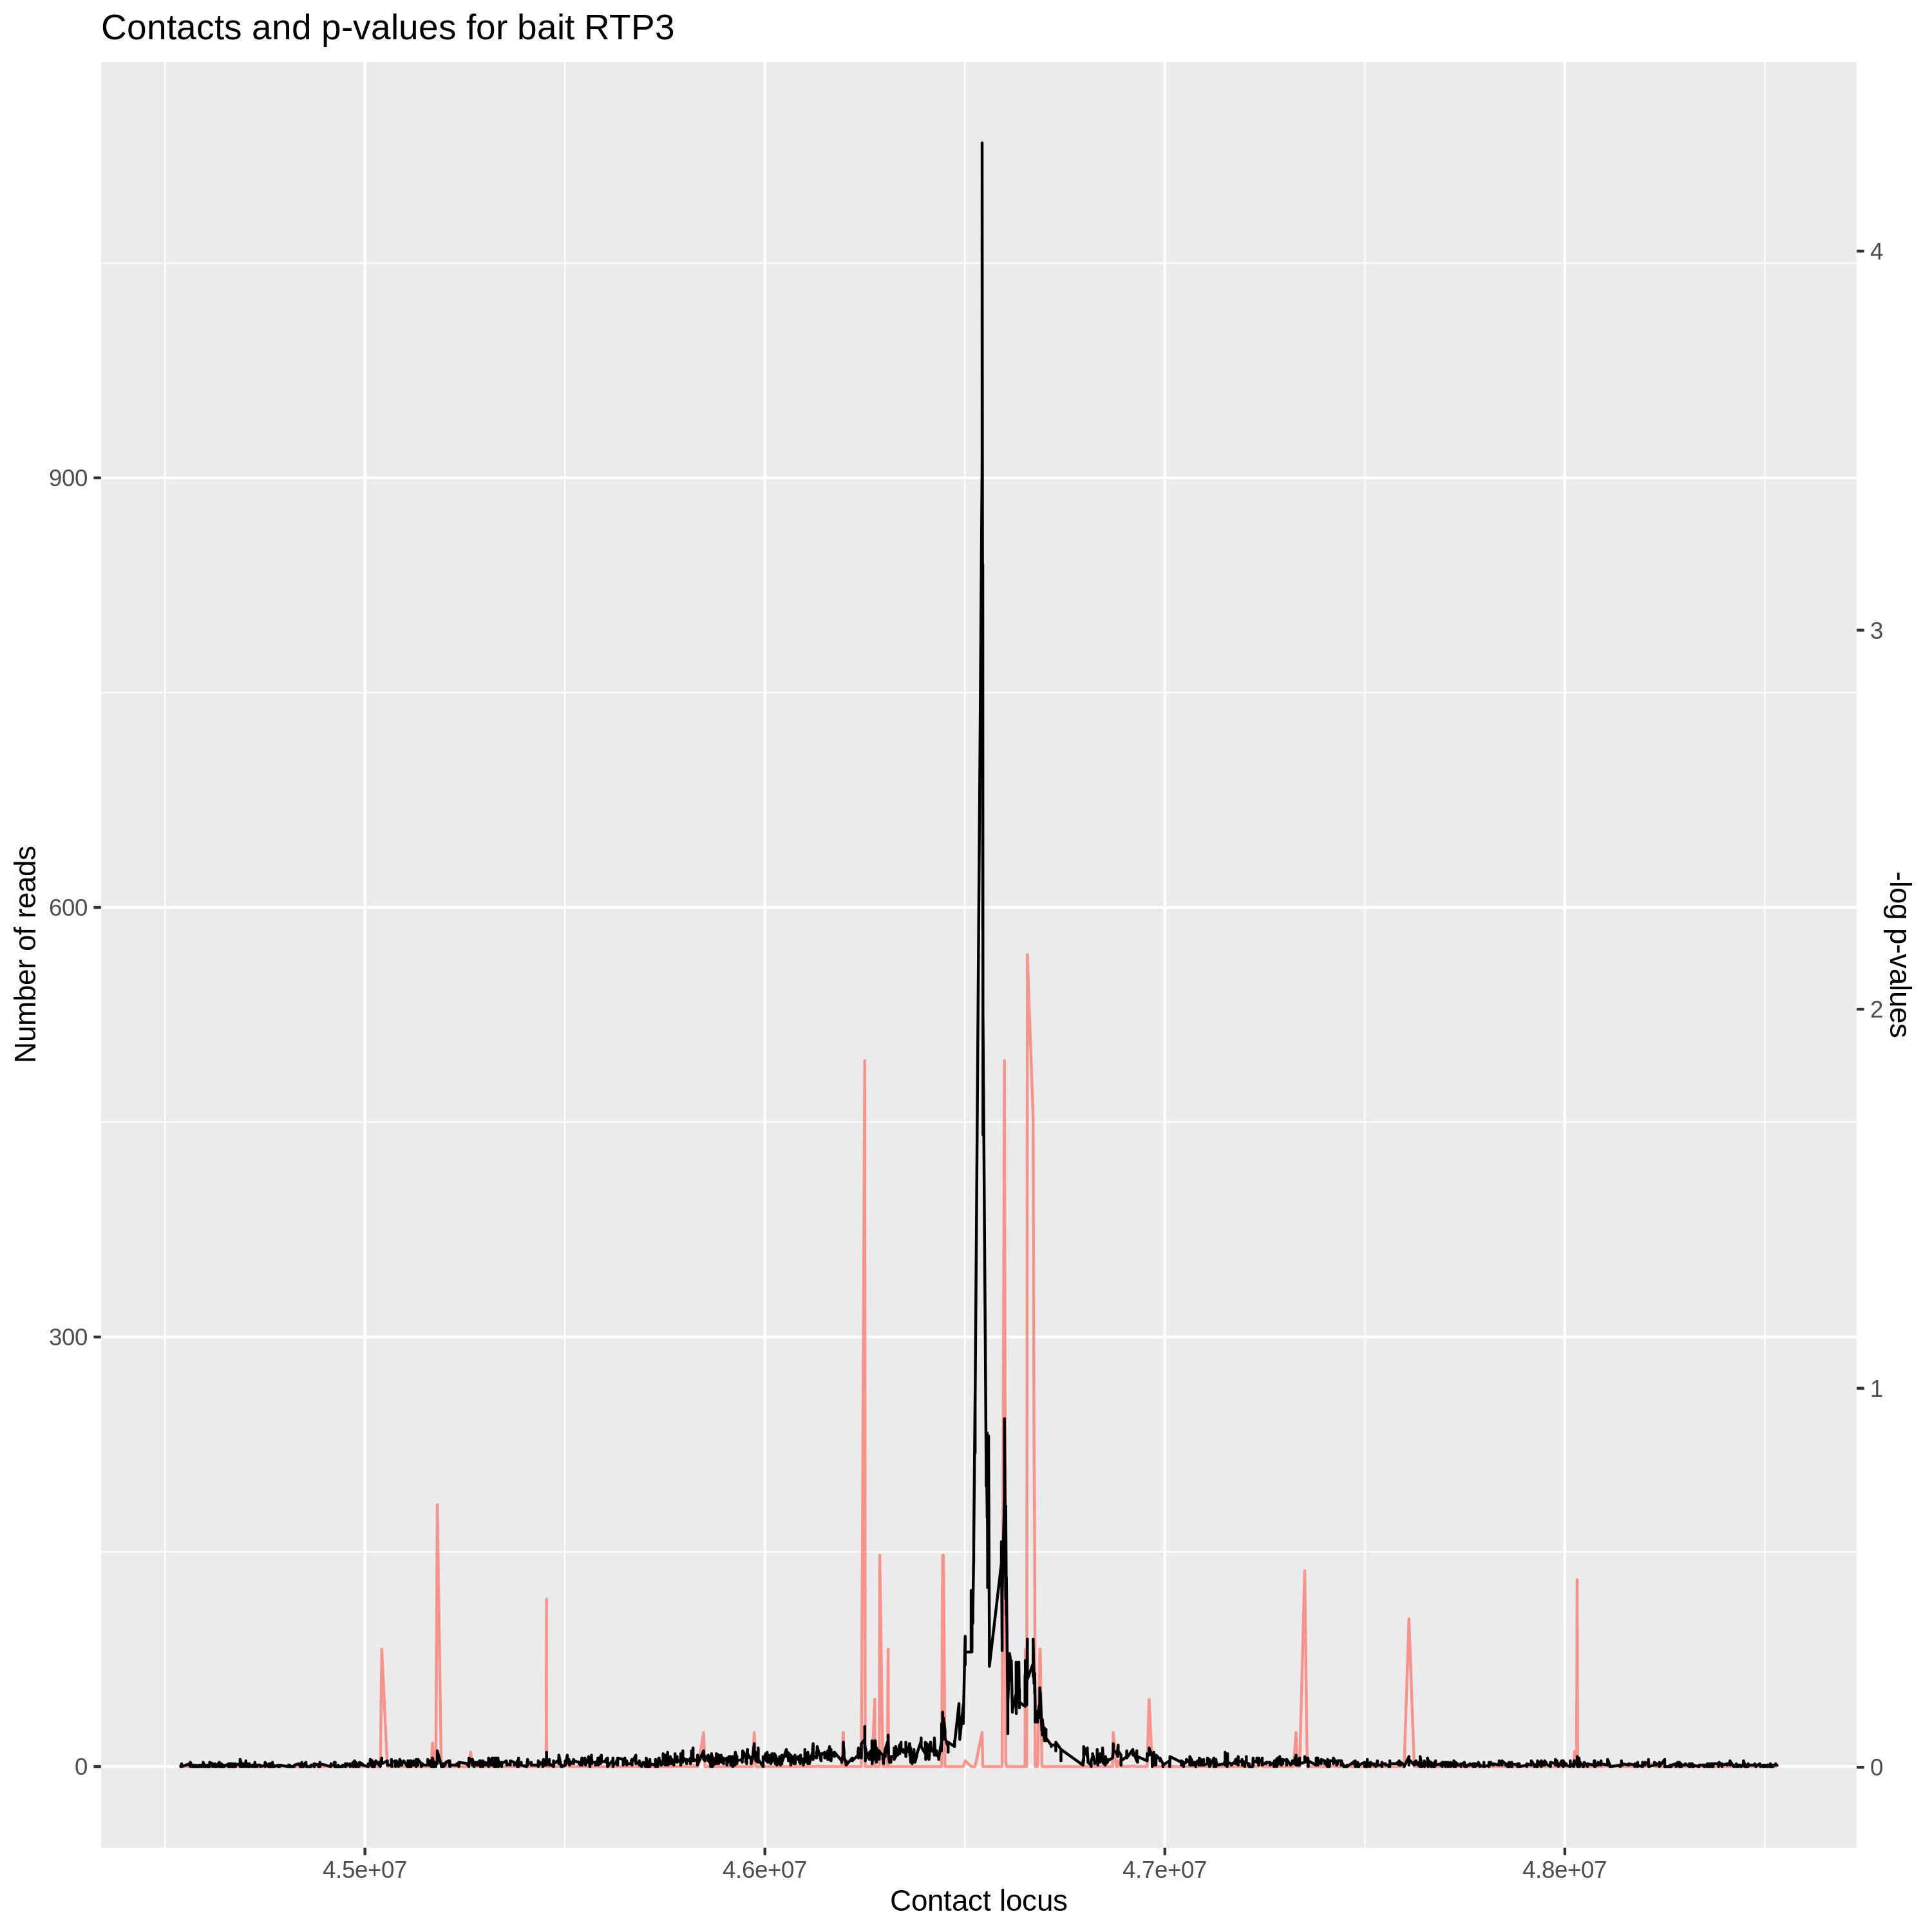 Contacts and p-values for bait RTP3
4
900
3
Number of reads
600
-log p-values
2
300
1
0
0
4.5e+07
4.6e+07
4.7e+07
4.8e+07
Contact locus